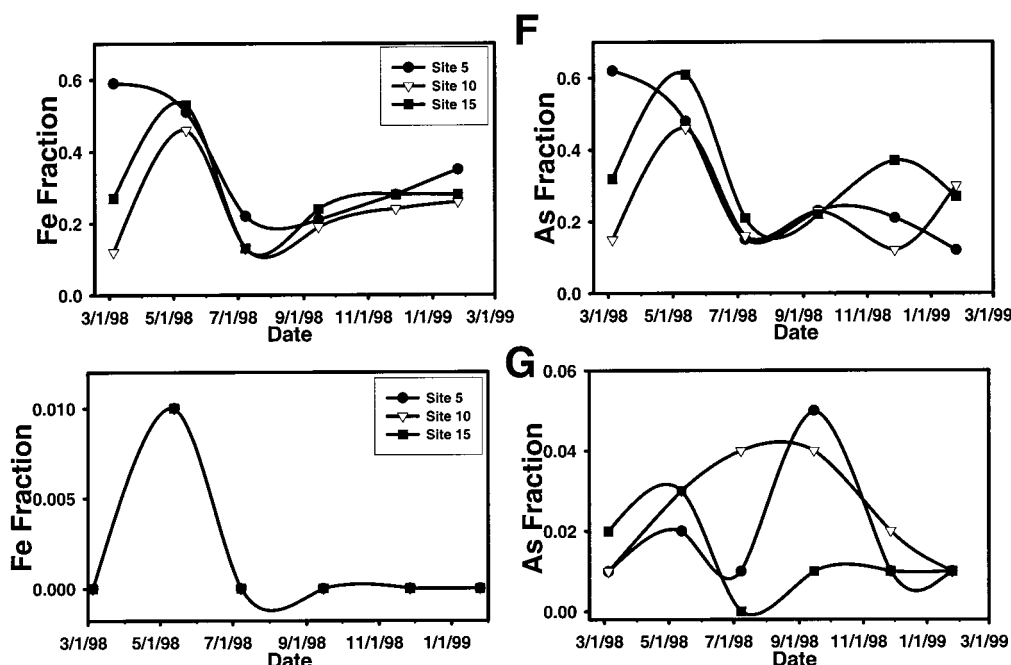 F
Fe Fraction
0.6
0.4
0.2
0.0
Site 5
Site 10
Site 15
3/1/98 5/1/98 7/1/98 9/1/98 11/1/98 1/1/99 3/1/99
Date
As Fraction
0.6
0.4
0.2
0.0
3/1/98 5/1/98 7/1/98 9/1/98 11/1/98 1/1/99 3/1/99
Date
G
Fe Fraction
0.010
0.005
0.000
Site 5
Site 10
Site 15
3/1/98 5/1/98 7/1/98 9/1/98 11/1/98 1/1/99
Date
As Fraction
0.06
0.04
0.02
0.00
3/1/98 5/1/98 7/1/98 9/1/98 11/1/98 1/1/99 3/1/99
Date